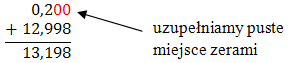 0,200
+ 12,998
13,198
uzupełniamy puste
miejsce zerami